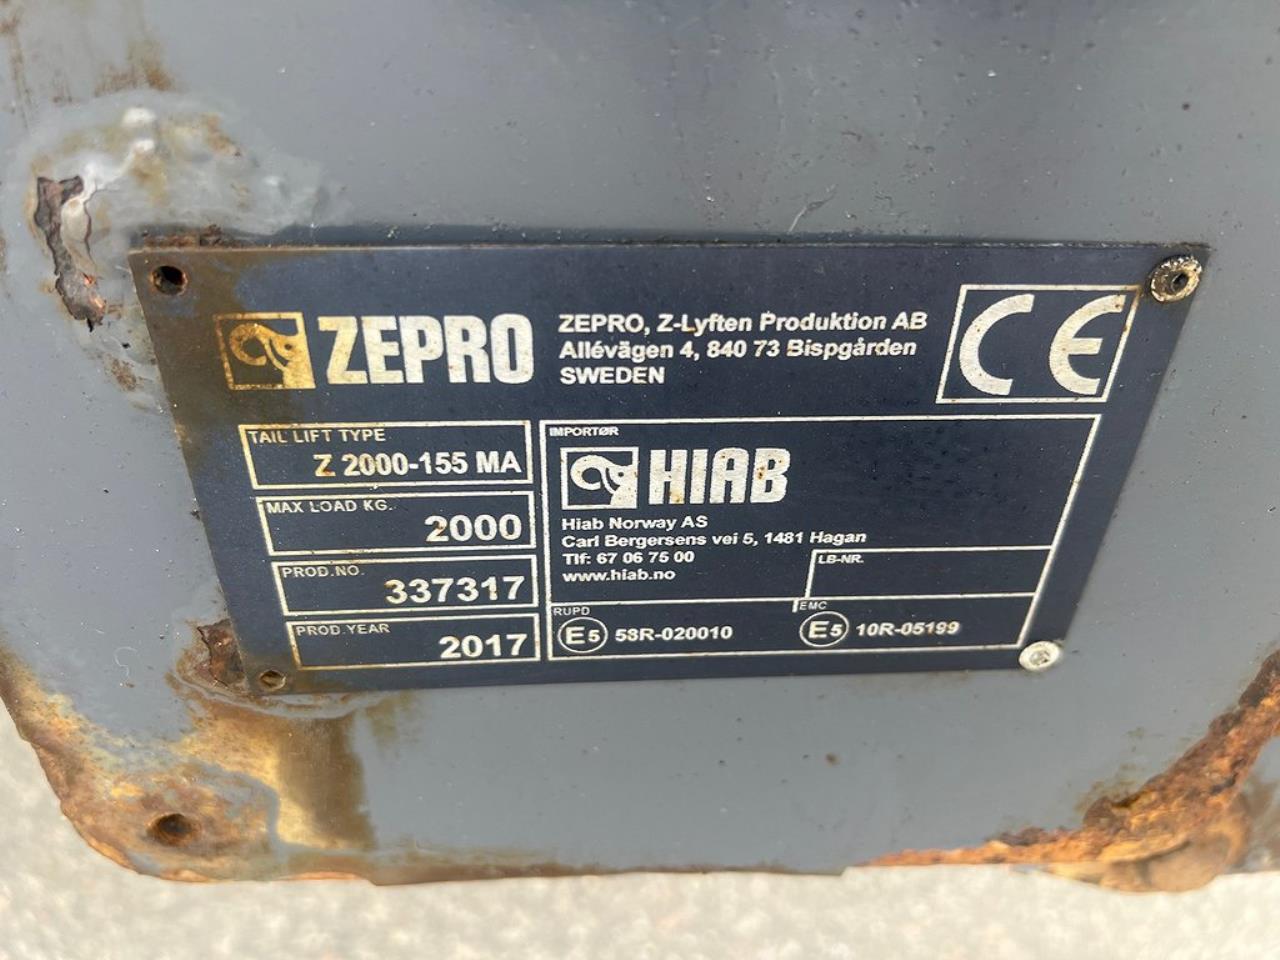 ZEPRO
ZEPRO, Z-Lyften Produktion AB
Allévägen 4, 840 73 Bispgården
SWEDEN
CE
TAIL LIFT TYPE
Z 2000-155 MA
MAX LOAD KG.
2000
PROD.NO.
337317
PROD.YEAR
2017
IMPORTØR
HIAB
Hiab Norway AS
Carl Bergersens vei 5, 1481 Hagan
Tlf: 67 06 75 00
www.hiab.no
LB-NR.
RUPD
E5 58R-020010
EMC
E5 10R-05199